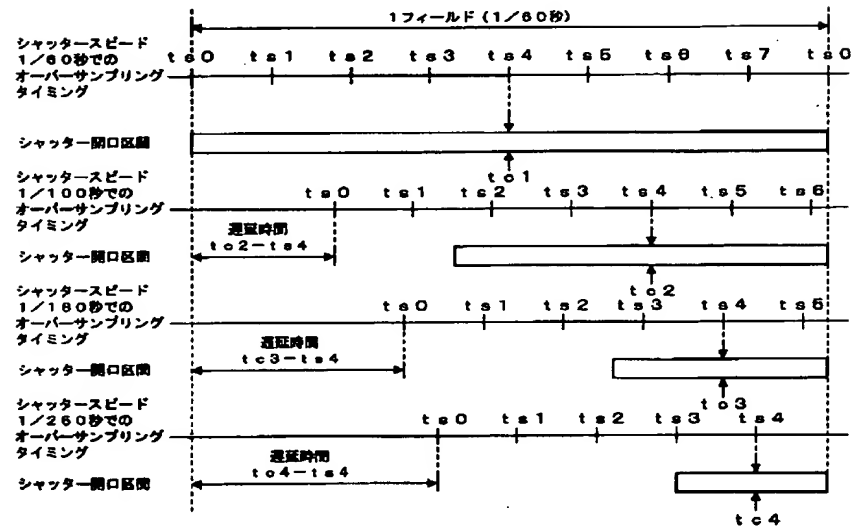 1フィールド（1／60秒）
シャッタースピード
1／60秒での
オーバーサンプリング
タイミング
ts0 ts1 ts2 ts3 ts4 ts5 ts6 ts7 ts0
シャッター開口区間
tc1
シャッタースピード
1／100秒での
オーバーサンプリング
タイミング
ts0 ts1 ts2 ts3 ts4 ts5 ts6
遅延時間
tc2－ts4
シャッター開口区間
tc2
シャッタースピード
1／180秒での
オーバーサンプリング
タイミング
ts0 ts1 ts2 ts3 ts4 ts5
遅延時間
tc3－ts4
シャッター開口区間
tc3
シャッタースピード
1／250秒での
オーバーサンプリング
タイミング
ts0 ts1 ts2 ts3 ts4
遅延時間
tc4－ts4
シャッター開口区間
tc4